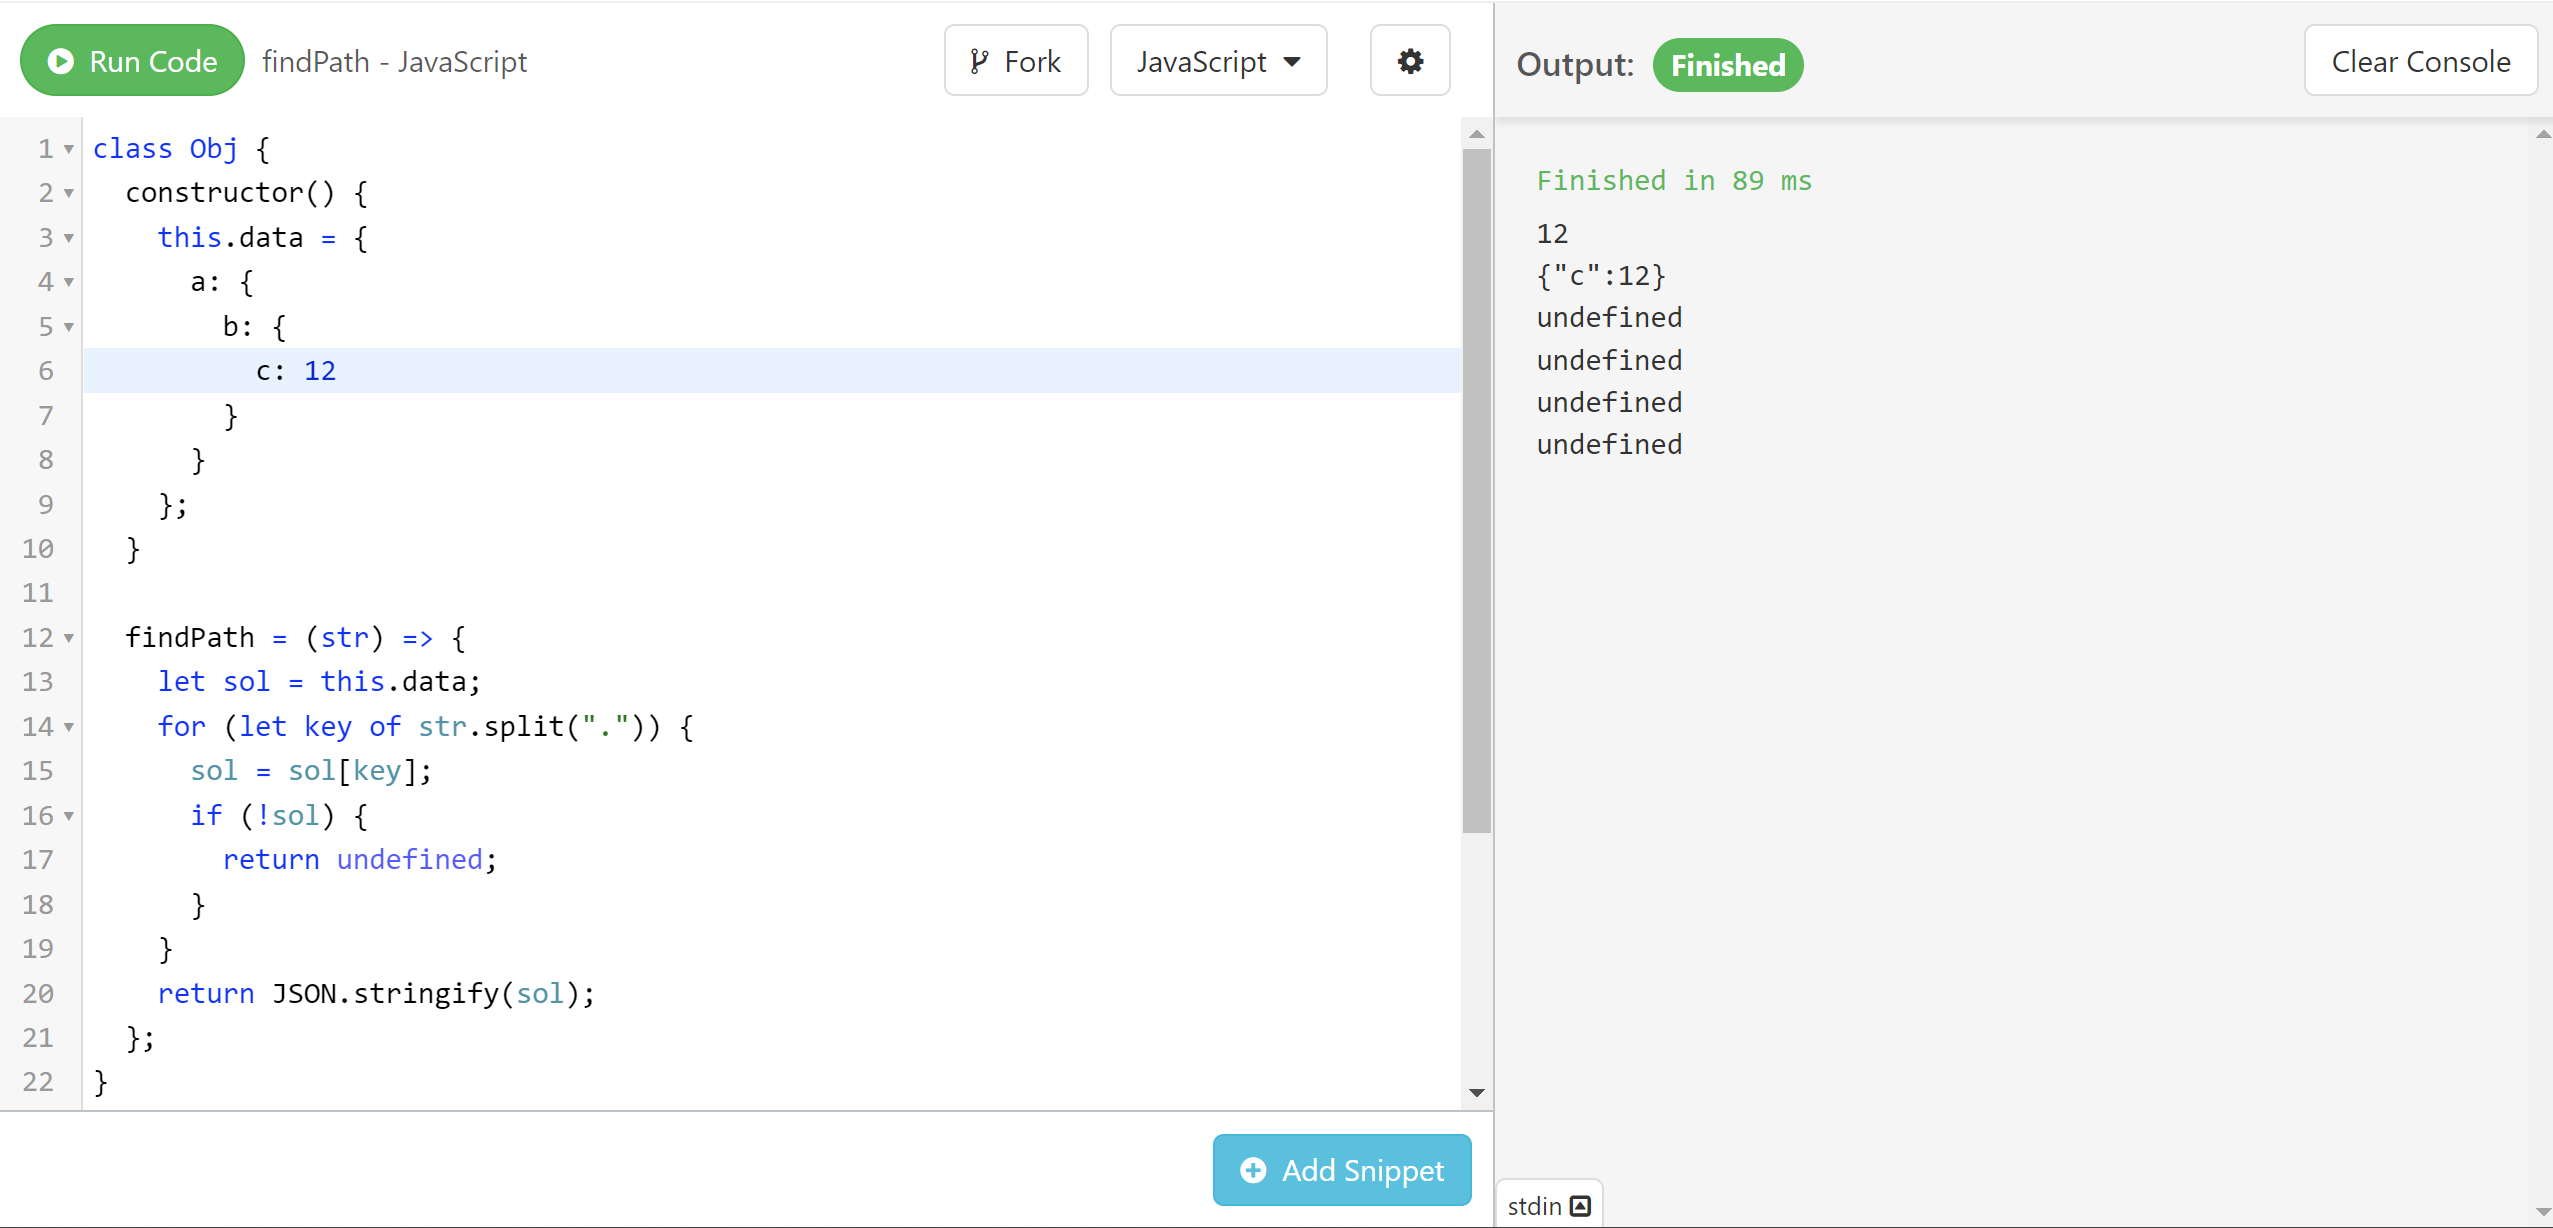 Run Code findPath - JavaScript Fork JavaScript
1 class Obj {
2   constructor() {
3     this.data = {
4       a: {
5         b: {
6           c: 12
7         }
8       }
9     };
10   }
11
12   findPath = (str) => {
13     let sol = this.data;
14     for (let key of str.split(".")) {
15       sol = sol[key];
16       if (!sol) {
17         return undefined;
18       }
19     }
20     return JSON.stringify(sol);
21   };
22 }
Add Snippet
Output: Finished Clear Console
Finished in 89 ms
12
{"c":12}
undefined
undefined
undefined
undefined
stdin